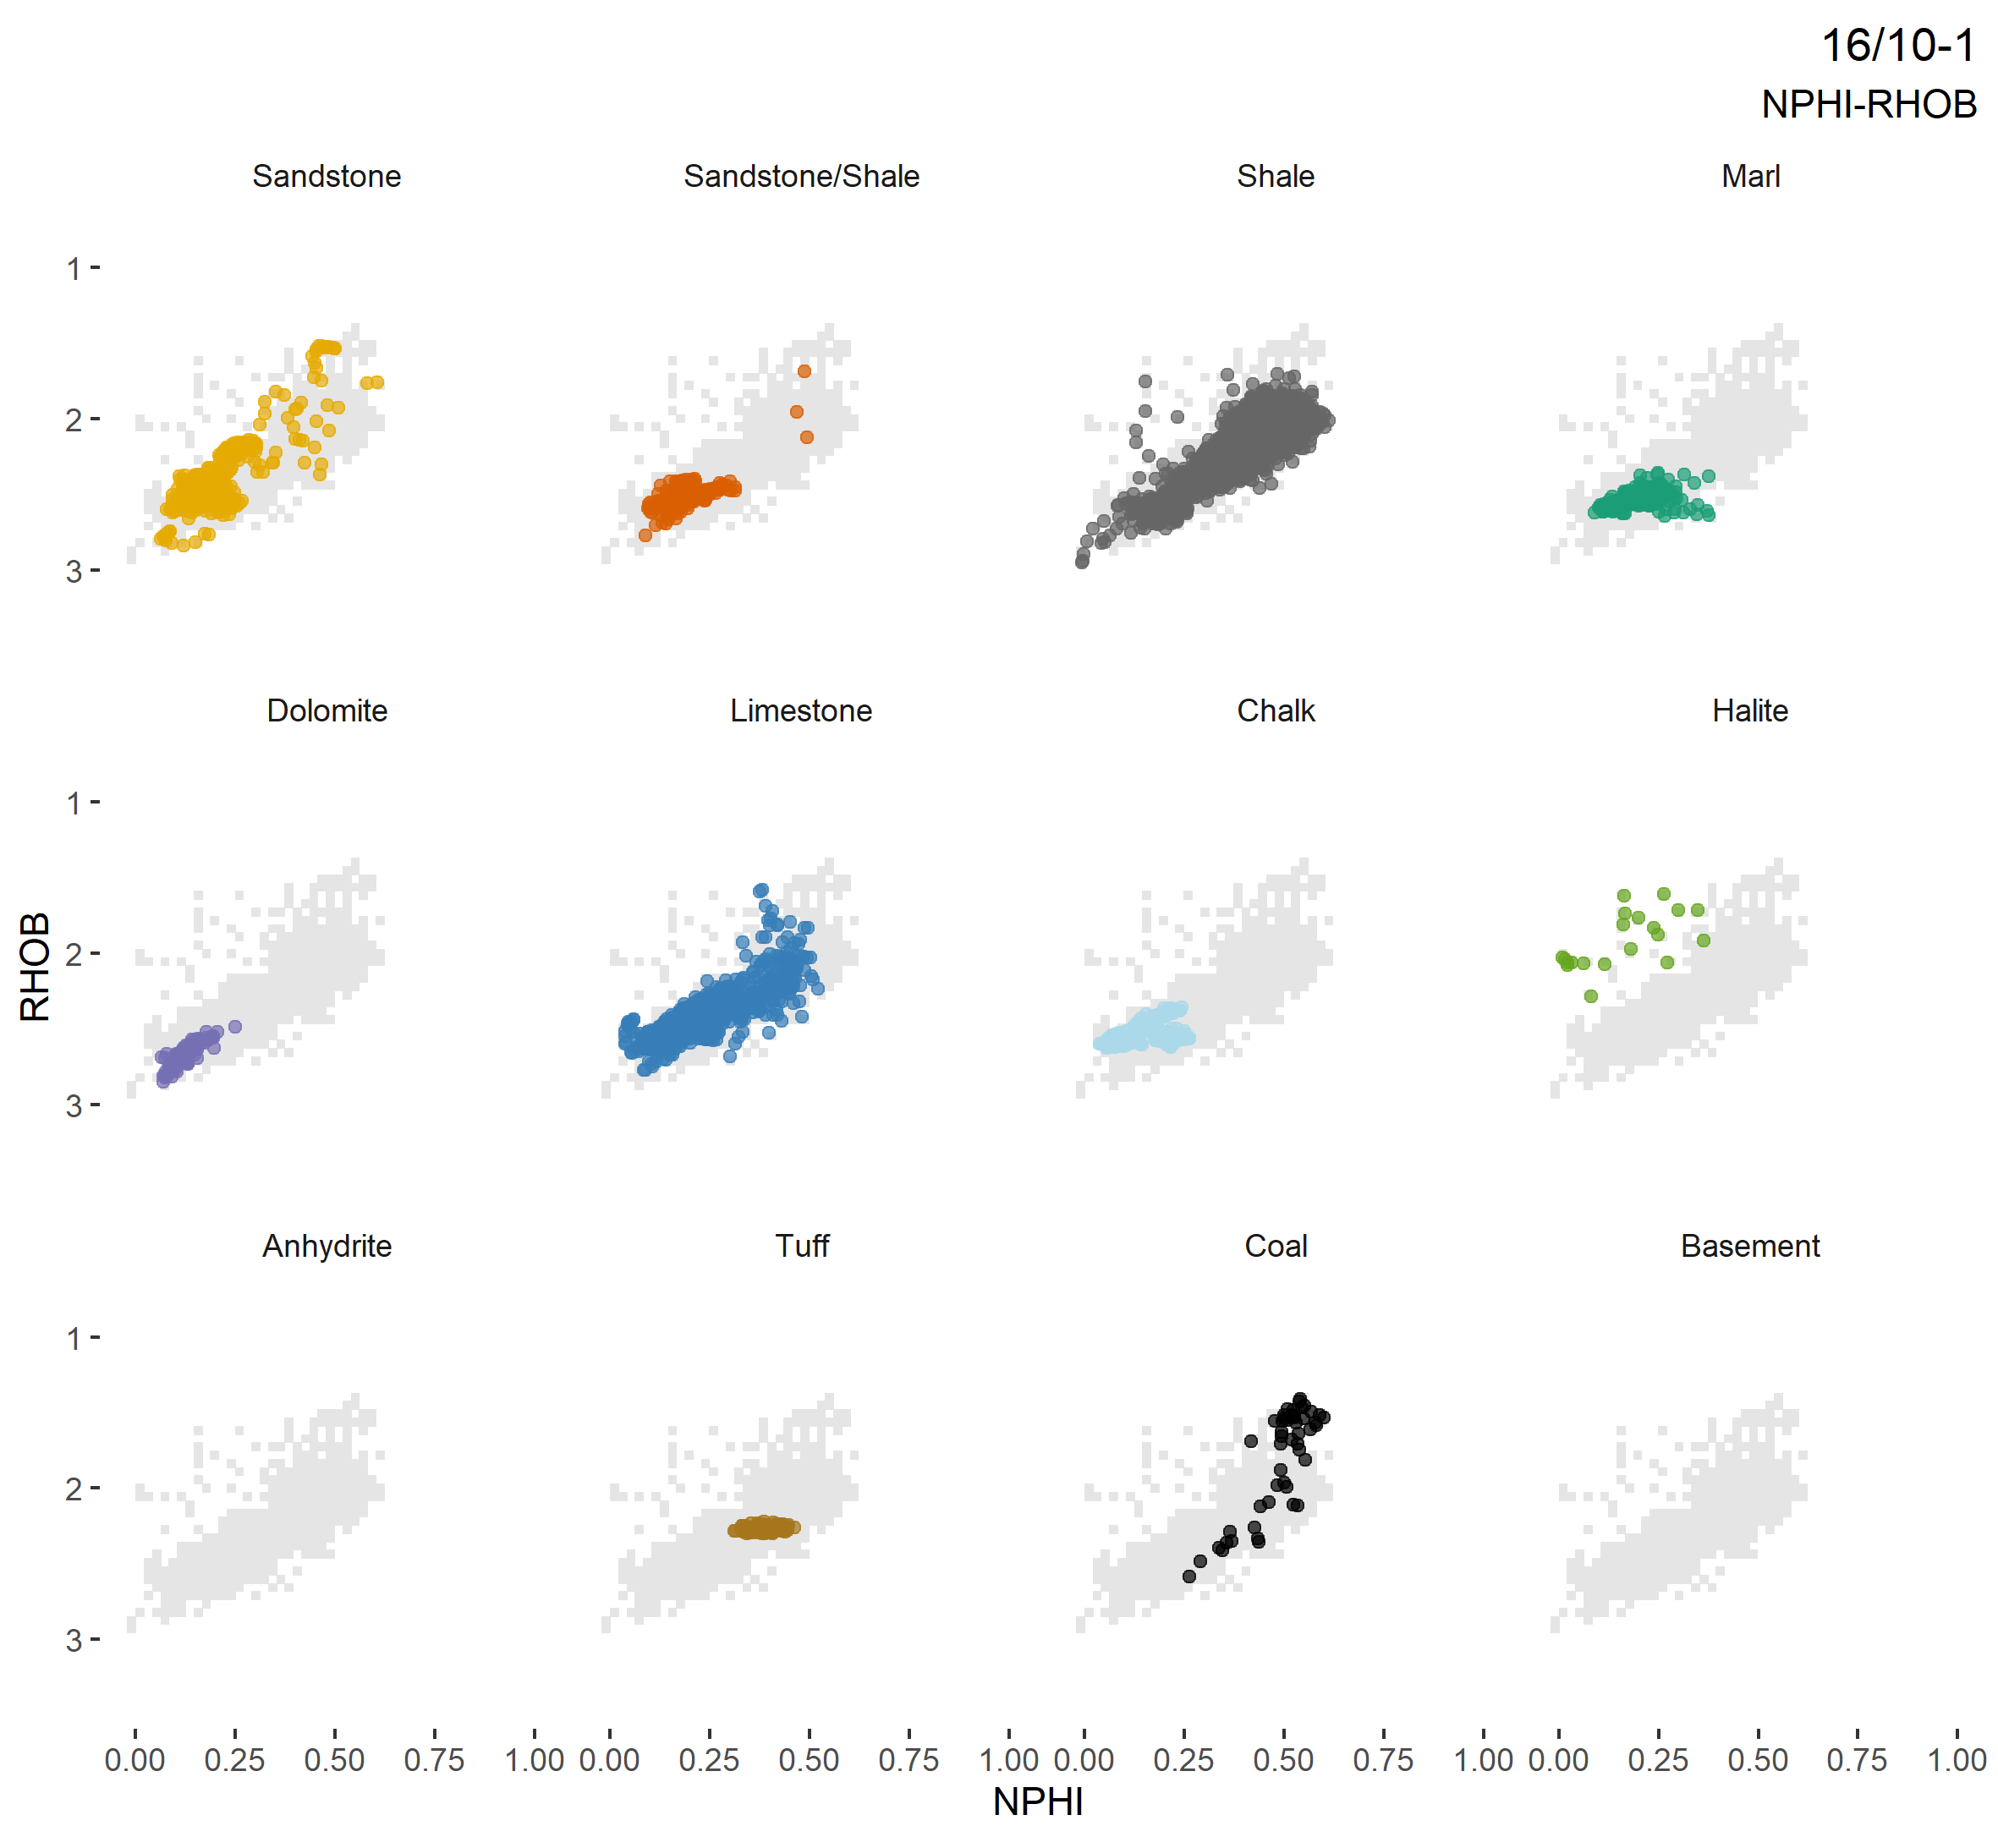 16/10-1
NPHI-RHOB
Sandstone Sandstone/Shale Shale Marl
1
2
3
Dolomite Limestone Chalk Halite
1
2
3
RHOB
Anhydrite Tuff Coal Basement
1
2
3
0.00 0.25 0.50 0.75 1.00 0.00 0.25 0.50 0.75 1.00 0.00 0.25 0.50 0.75 1.00 0.00 0.25 0.50 0.75 1.00
NPHI